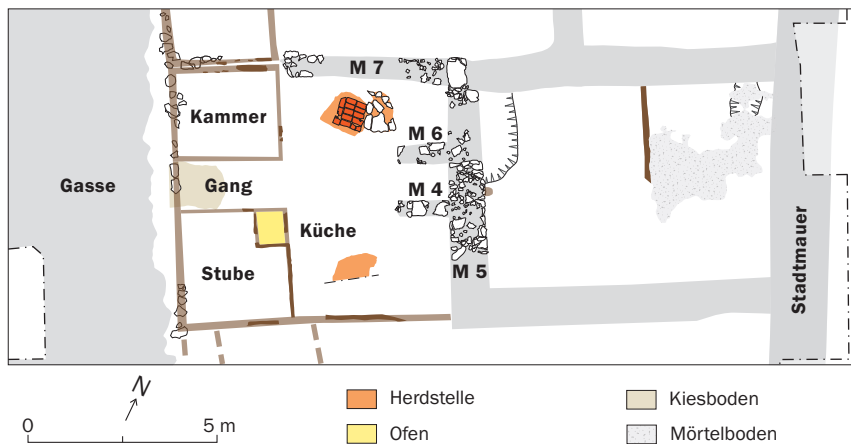 M 7
Kammer
M 6
Gasse
Gang
M 4
Küche
Stube
M 5
Stadtmauer
N
0 5 m
Herdstelle
Ofen
Kiesboden
Mörtelboden